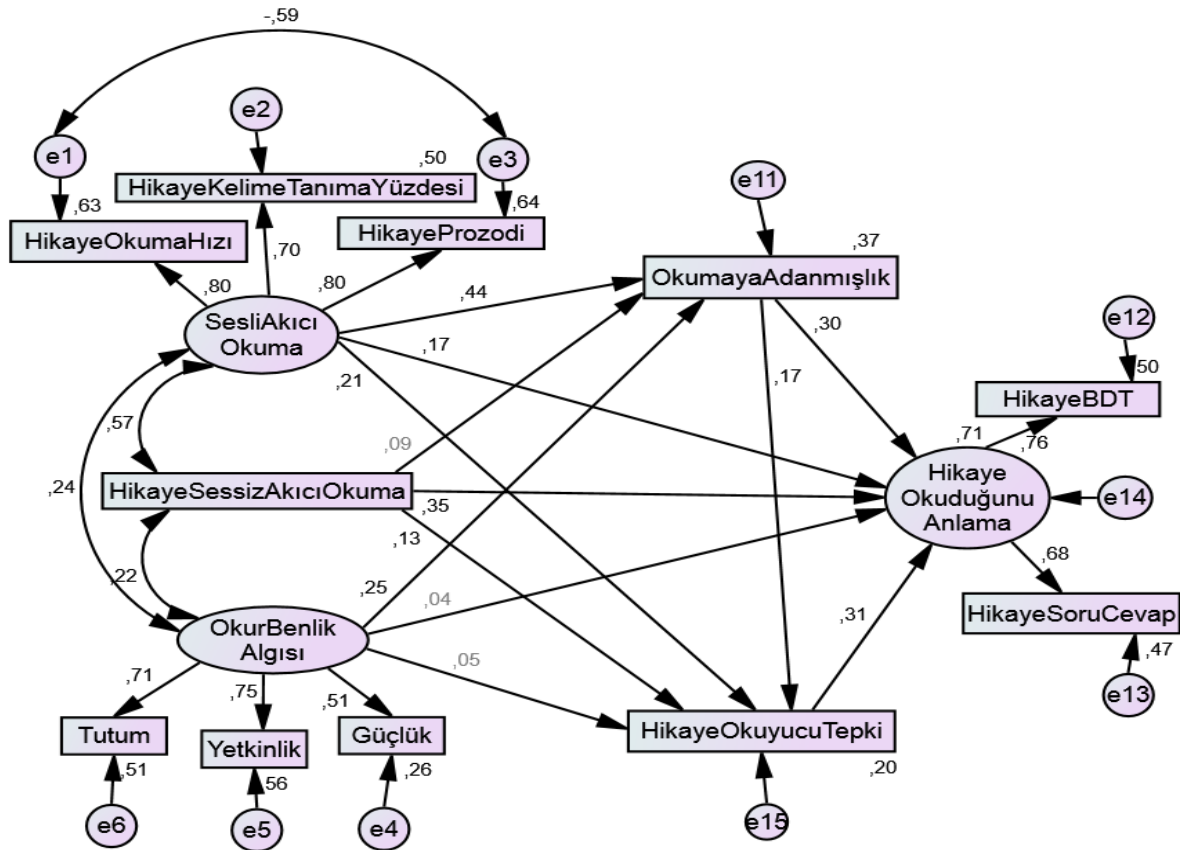 -,59
e2
e1
e3
,50
HikayeKelimeTanımaYüzdesi
,63
,64
HikayeOkumaHızı
HikayeProzodi
,80
,70
,80
SesliAkıcı
Okuma
e11
,37
OkumayaAdanmışlık
,44
,17
,21
,30
,17
e12
50
HikayeBDT
,71
,76
Hikaye
Okuduğunu
Anlama
e14
,57
,24
,09
HikayeSessizAkıcıOkuma
,35
,13
,22
,25
,04
,68
HikayeSoruCevap
,47
e13
OkurBenlik
Algısı
,05
,31
,71
,75
,51
Tutum
Yetkinlik
Güçlük
HikayeOkuyucuTepki
,51
56
,26
,20
e6
e5
e4
e15